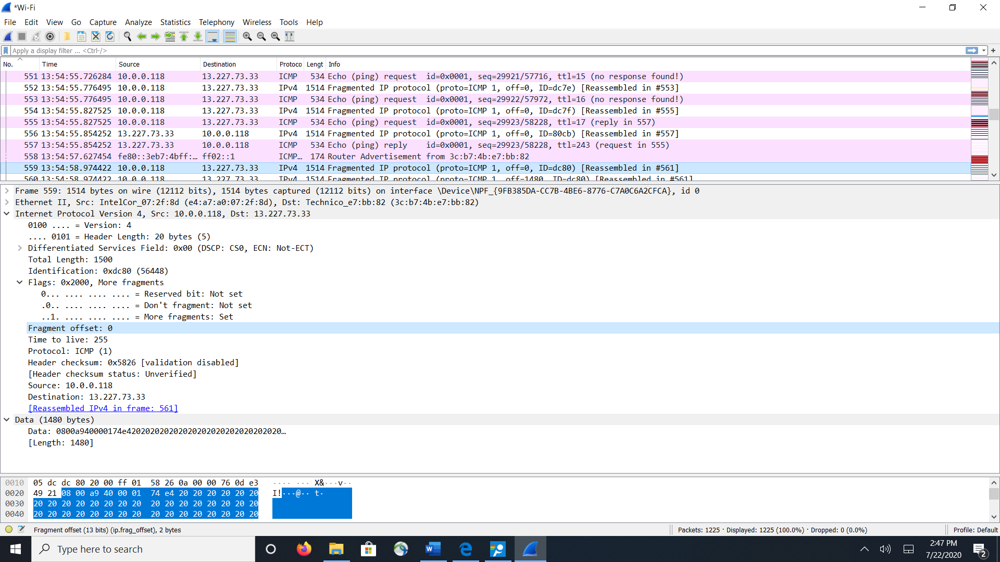 *Wi-Fi
File Edit View Go Capture Analyze Statistics Telephony Wireless Tools Help
Apply a display filter ... <Ctrl-/>
No. Time Source Destination Protoco Lengt Info
551 13:54:55.726284 10.0.0.118 13.227.73.33 ICMP 534 Echo (ping) request id=0x0001, seq=29921/57716, ttl=15 (no response found!)
552 13:54:55.776495 10.0.0.118 13.227.73.33 IPv4 1514 Fragmented IP protocol (proto=ICMP 1, off=0, ID=dc7e) [Reassembled in #553]
553 13:54:55.776495 10.0.0.118 13.227.73.33 ICMP 534 Echo (ping) request id=0x0001, seq=29922/57972, ttl=16 (no response found!)
554 13:54:55.827525 10.0.0.118 13.227.73.33 IPv4 1514 Fragmented IP protocol (proto=ICMP 1, off=0, ID=dc7f) [Reassembled in #555]
555 13:54:55.827525 10.0.0.118 13.227.73.33 ICMP 534 Echo (ping) request id=0x0001, seq=29923/58228, ttl=17 (reply in 557)
556 13:54:55.854252 13.227.73.33 10.0.0.118 IPv4 1514 Fragmented IP protocol (proto=ICMP 1, off=0, ID=80cb) [Reassembled in #557]
557 13:54:55.854252 13.227.73.33 10.0.0.118 ICMP 534 Echo (ping) reply id=0x0001, seq=29923/58228, ttl=243 (request in 555)
558 13:54:57.627454 fe80::3eb7:4bff:… ff02::1 ICMP… 174 Router Advertisement from 3c:b7:4b:e7:bb:82
559 13:54:58.974422 10.0.0.118 13.227.73.33 IPv4 1514 Fragmented IP protocol (proto=ICMP 1, off=0, ID=dc80) [Reassembled in #561]
560 13:54:58.974422 10.0.0.118 13.227.73.33 IPv4 1514 Fragmented IP protocol (proto=ICMP 1, off=1480, ID=dc80) [Reassembled in #561]
Frame 559: 1514 bytes on wire (12112 bits), 1514 bytes captured (12112 bits) on interface \Device\NPF_{9FB385DA-CC7B-4BE6-8776-C7A0C6A2CFCA}, id 0
Ethernet II, Src: IntelCor_07:2f:8d (e4:a7:a0:07:2f:8d), Dst: Technico_e7:bb:82 (3c:b7:4b:e7:bb:82)
Internet Protocol Version 4, Src: 10.0.0.118, Dst: 13.227.73.33
0100 .... = Version: 4
.... 0101 = Header Length: 20 bytes (5)
Differentiated Services Field: 0x00 (DSCP: CS0, ECN: Not-ECT)
Total Length: 1500
Identification: 0xdc80 (56448)
Flags: 0x2000, More fragments
0... .... .... .... = Reserved bit: Not set
.0.. .... .... .... = Don't fragment: Not set
..1. .... .... .... = More fragments: Set
Fragment offset: 0
Time to live: 255
Protocol: ICMP (1)
Header checksum: 0x5826 [validation disabled]
[Header checksum status: Unverified]
Source: 10.0.0.118
Destination: 13.227.73.33
[Reassembled IPv4 in frame: 561]
Data (1480 bytes)
Data: 0800a940000174e42020202020202020202020202020202020…
[Length: 1480]
0010 05 dc dc 80 20 00 ff 01 58 26 0a 00 00 76 0d e3 ···· ··· X&···v··
0020 49 21 08 00 a9 40 00 01 74 e4 20 20 20 20 20 20 I!···@·· t·
0030 20 20 20 20 20 20 20 20 20 20 20 20 20 20 20 20
0040 20 20 20 20 20 20 20 20 20 20 20 20 20 20 20 20
Fragment offset (13 bits) (ip.frag_offset), 2 bytes
Packets: 1225 · Displayed: 1225 (100.0%) · Dropped: 0 (0.0%)
Profile: Default
Type here to search
2:47 PM
7/22/2020
2